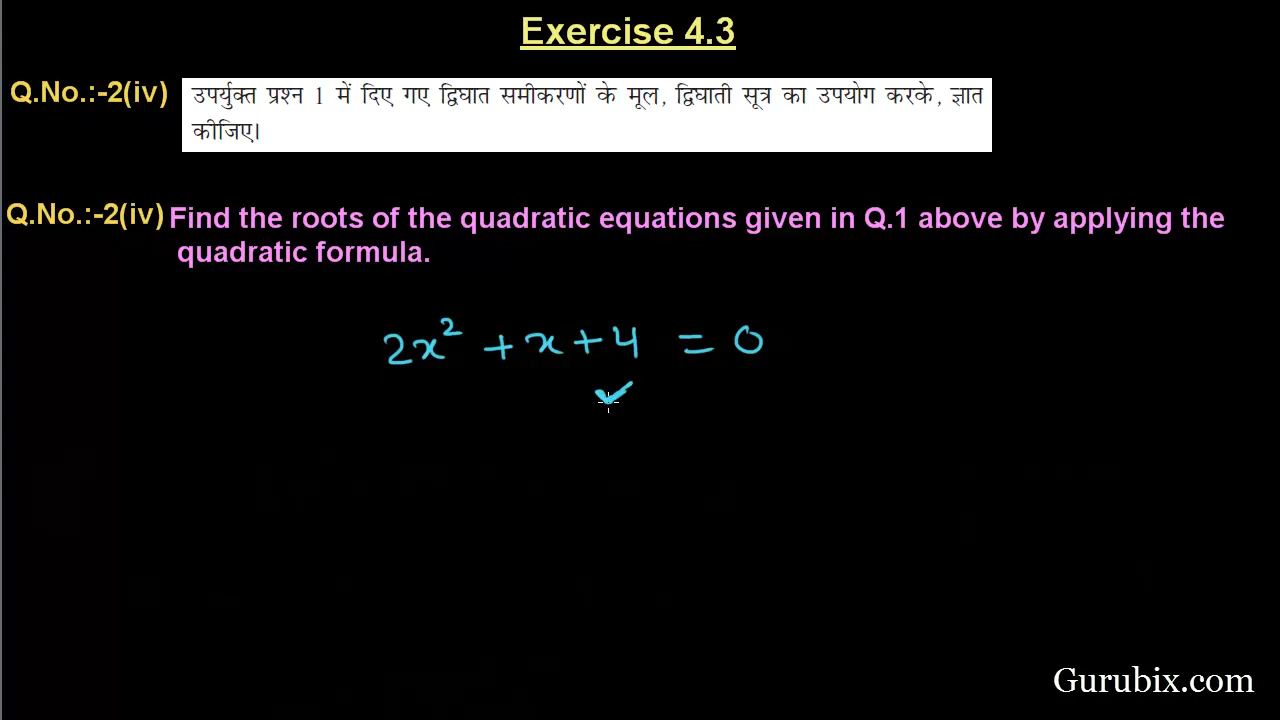 Exercise 4.3
Q.No.:-2(iv) उपर्युक्त प्रश्न 1 में दिए गए द्विघात समीकरणों के मूल, द्विघाती सूत्र का उपयोग करके, ज्ञात
कीजिए।
Q.No.:-2(iv) Find the roots of the quadratic equations given in Q.1 above by applying the
quadratic formula.
2x² + x + 4 = 0
Gurubix.com